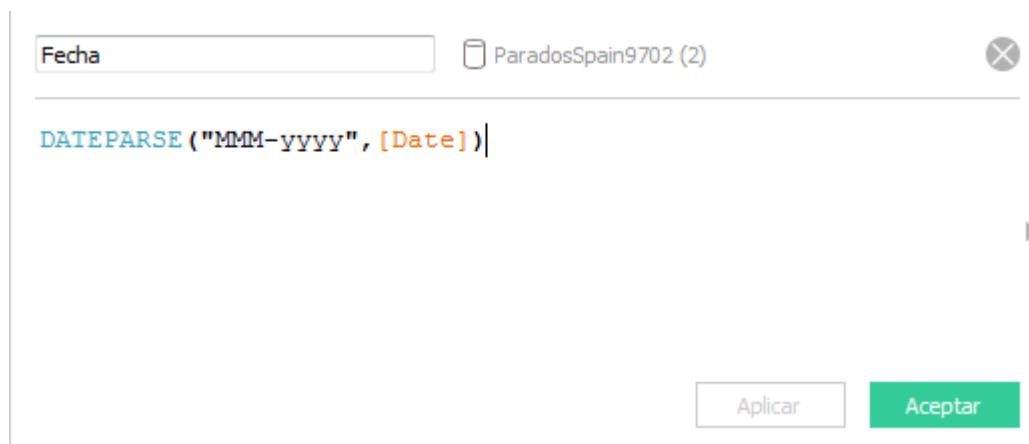 Fecha
ParadosSpain9702 (2)
DATEPARSE("MMM-yyyy",[Date])
Aplicar
Aceptar